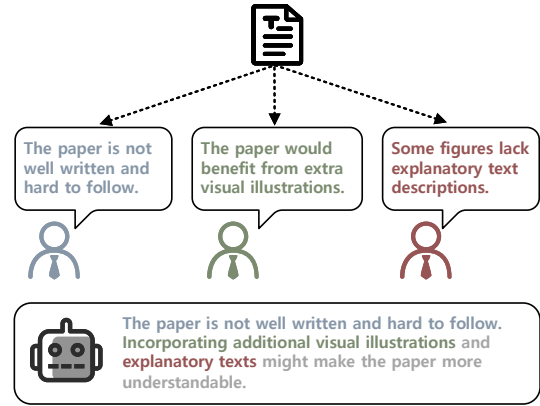 The paper is not
well written and
hard to follow.
The paper would
benefit from extra
visual illustrations.
Some figures lack
explanatory text
descriptions.
The paper is not well written and hard to follow.
Incorporating additional visual illustrations and
explanatory texts might make the paper more
understandable.